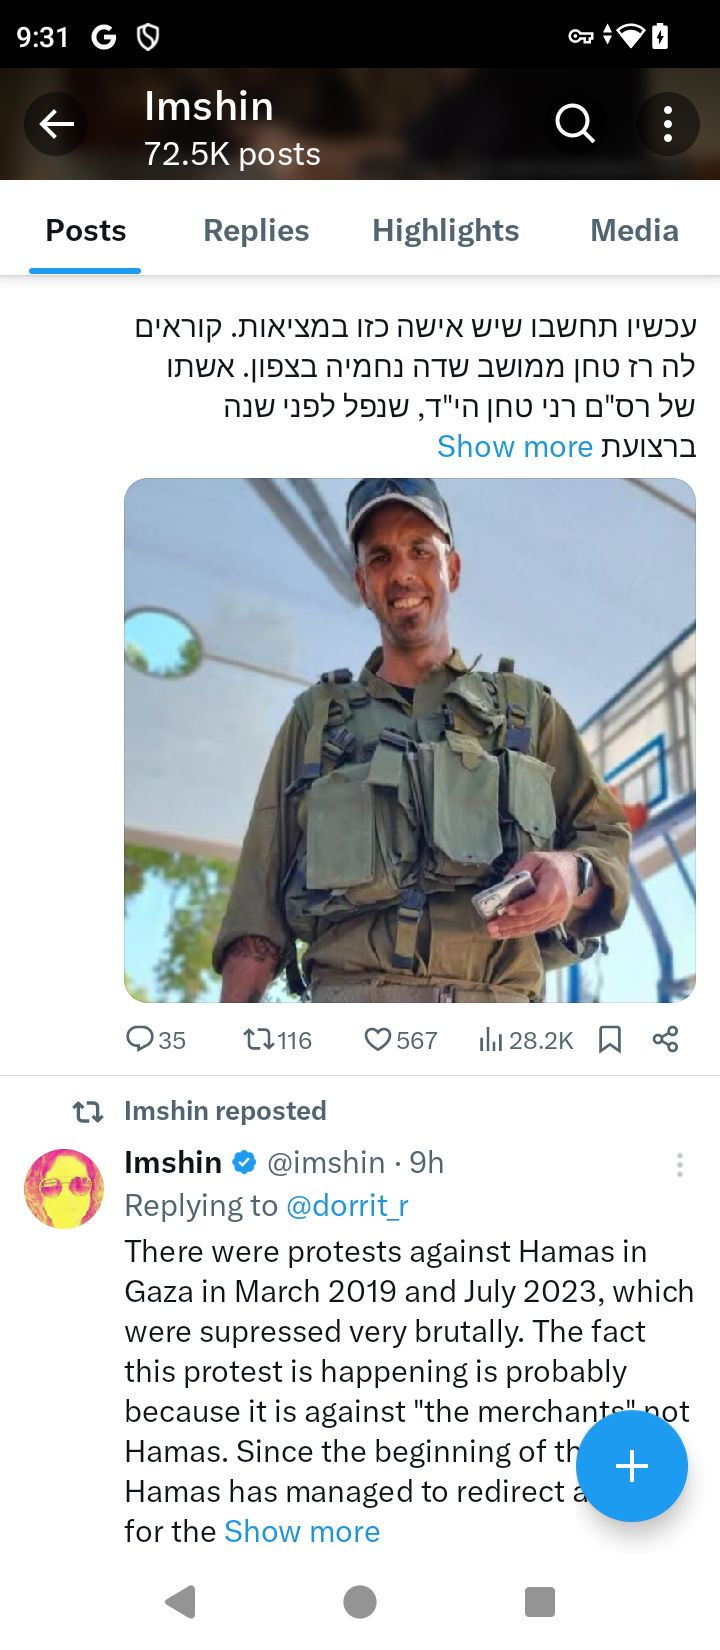 9:31
Imshin
72.5K posts
Posts Replies Highlights Media
עכשיו תחשבו שיש אישה כזו במציאות. קוראים
לה רז טחן ממושב שדה נחמיה בצפון. אשתו
של רס"ם רני טחן הי"ד, שנפל לפני שנה
ברצועת Show more
35 116 567 28.2K
Imshin reposted
Imshin @imshin · 9h
Replying to @dorrit_r
There were protests against Hamas in
Gaza in March 2019 and July 2023, which
were supressed very brutally. The fact
this protest is happening is probably
because it is against "the merchants" not
Hamas. Since the beginning of
Hamas has managed to redirect
for the Show more